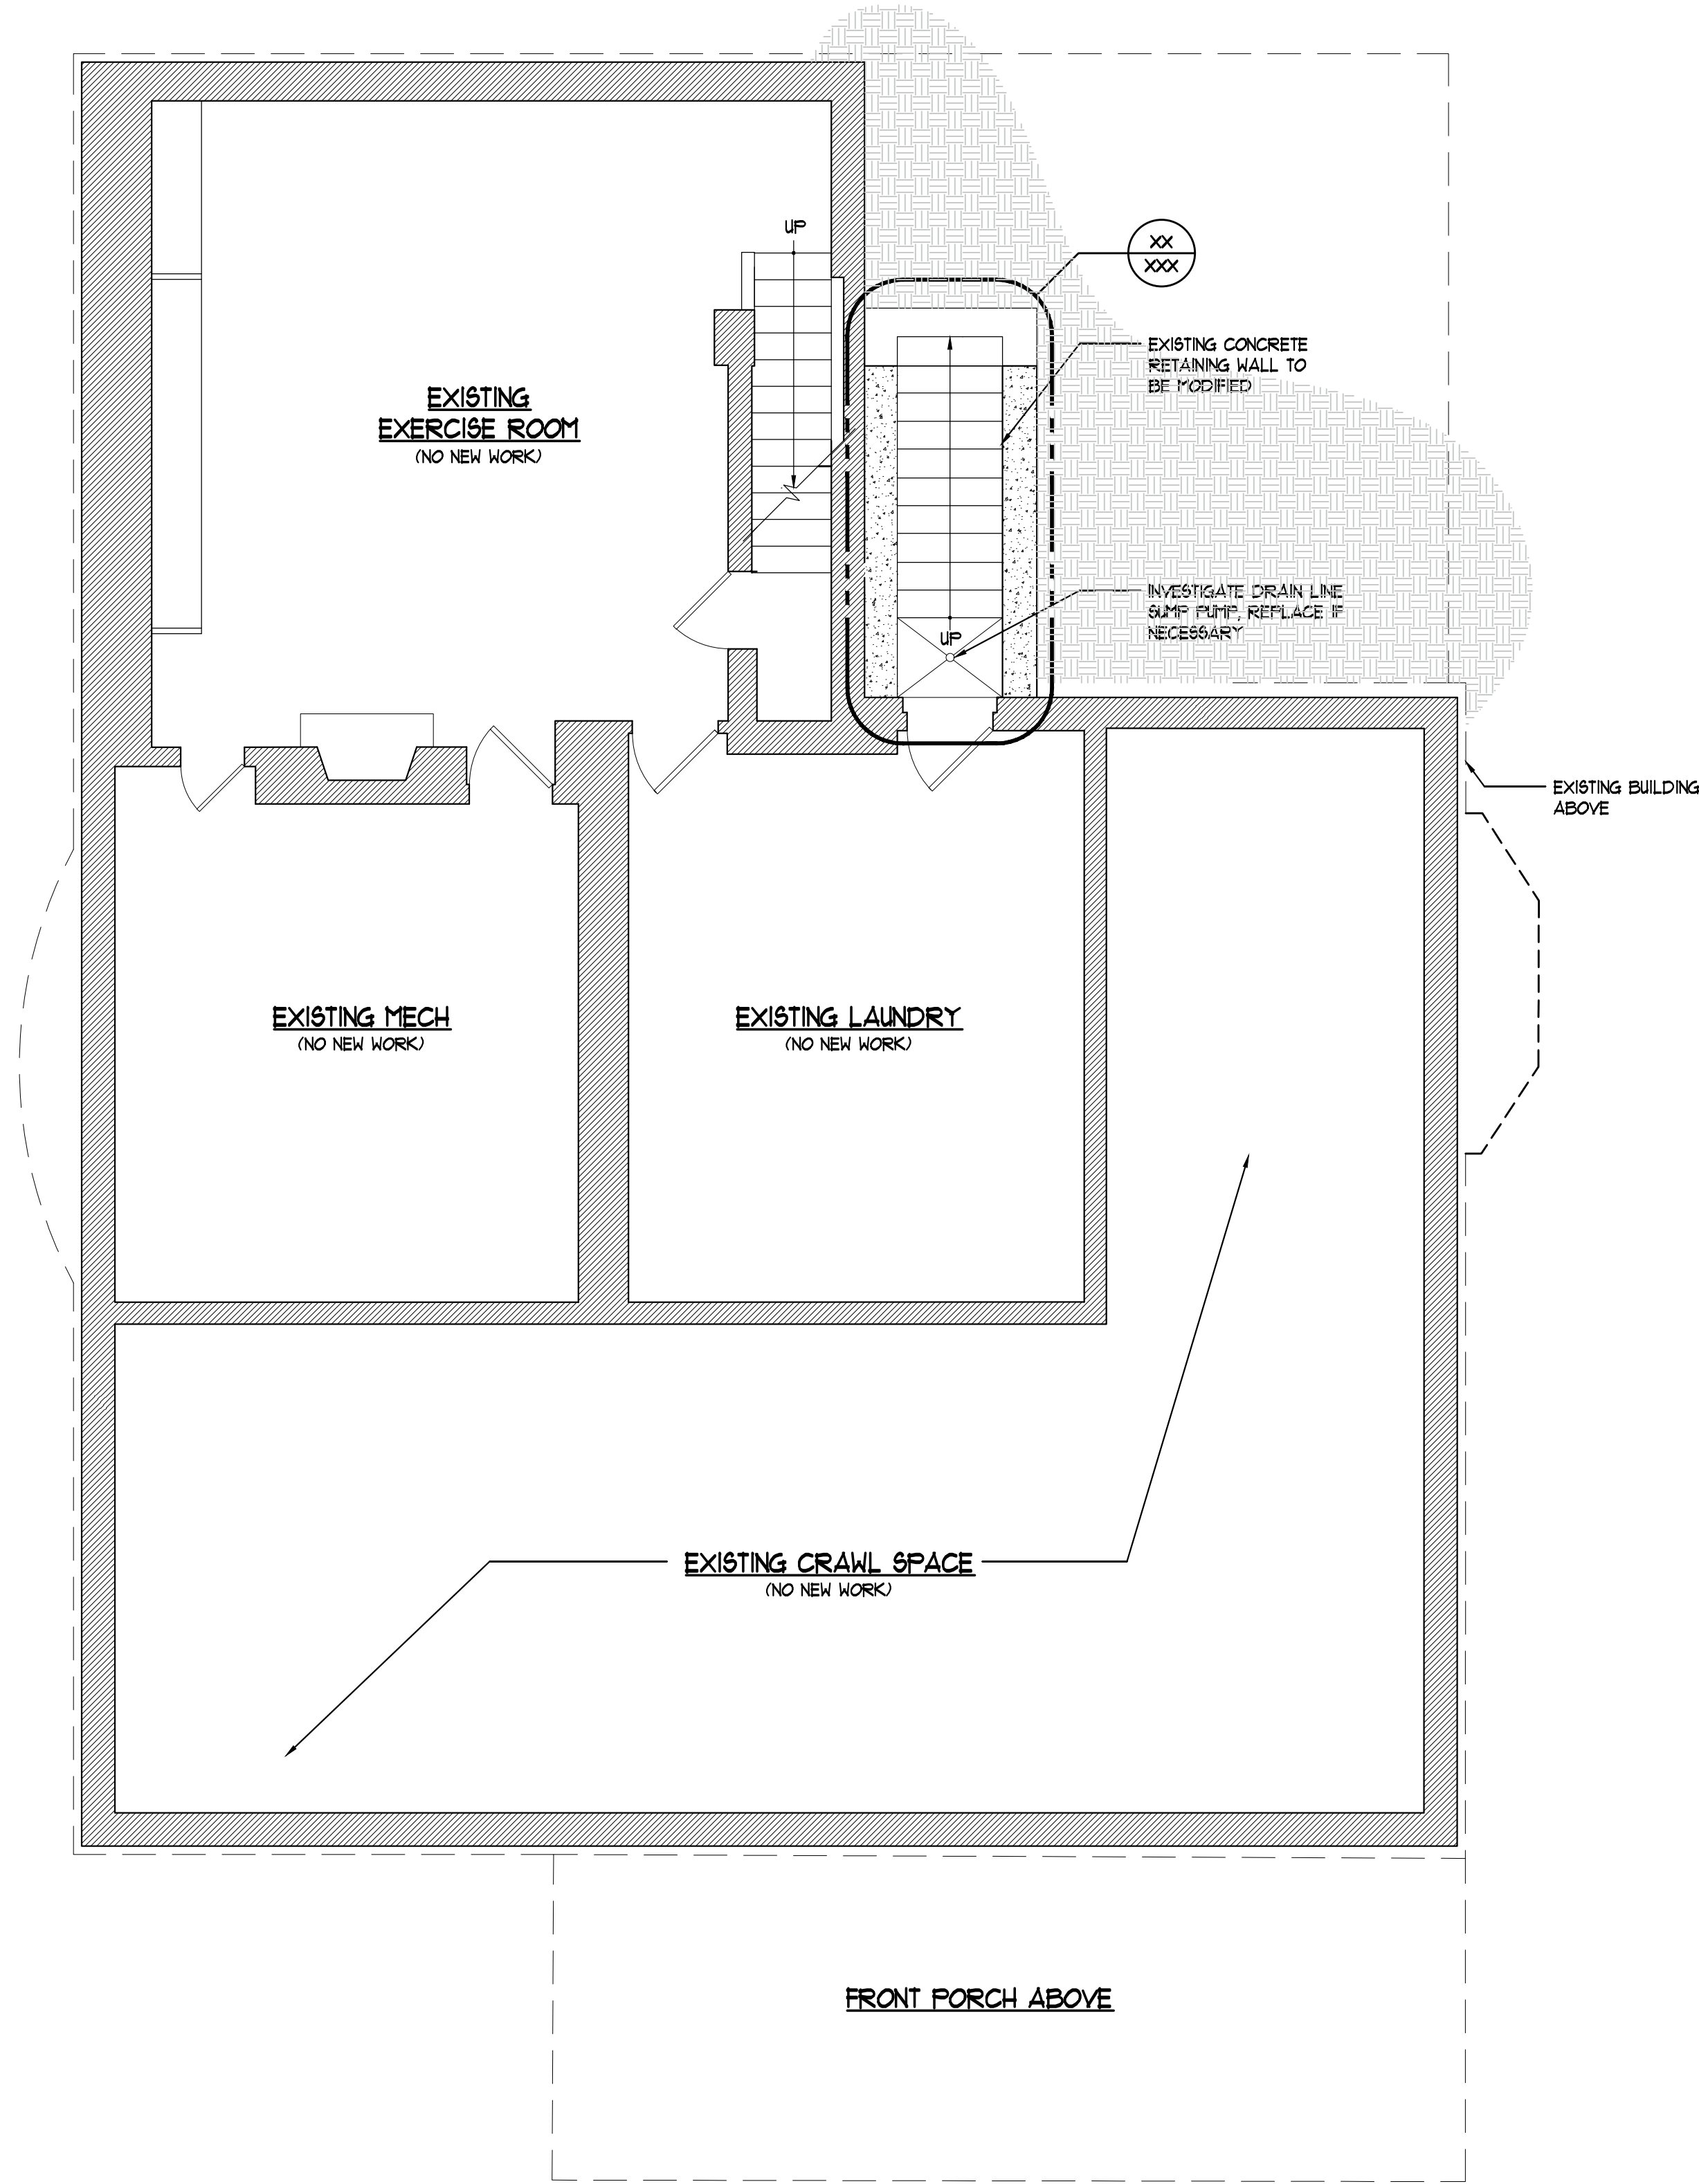 UP
XX
XXX
EXISTING CONCRETE
RETAINING WALL TO
BE MODIFIED
EXISTING
EXERCISE ROOM
(NO NEW WORK)
INVESTIGATE DRAIN LINE
SUMP PUMP, REPLACE IF
NECESSARY
UP
EXISTING BUILDING
ABOVE
EXISTING MECH
(NO NEW WORK)
EXISTING LAUNDRY
(NO NEW WORK)
EXISTING CRAWL SPACE
(NO NEW WORK)
FRONT PORCH ABOVE